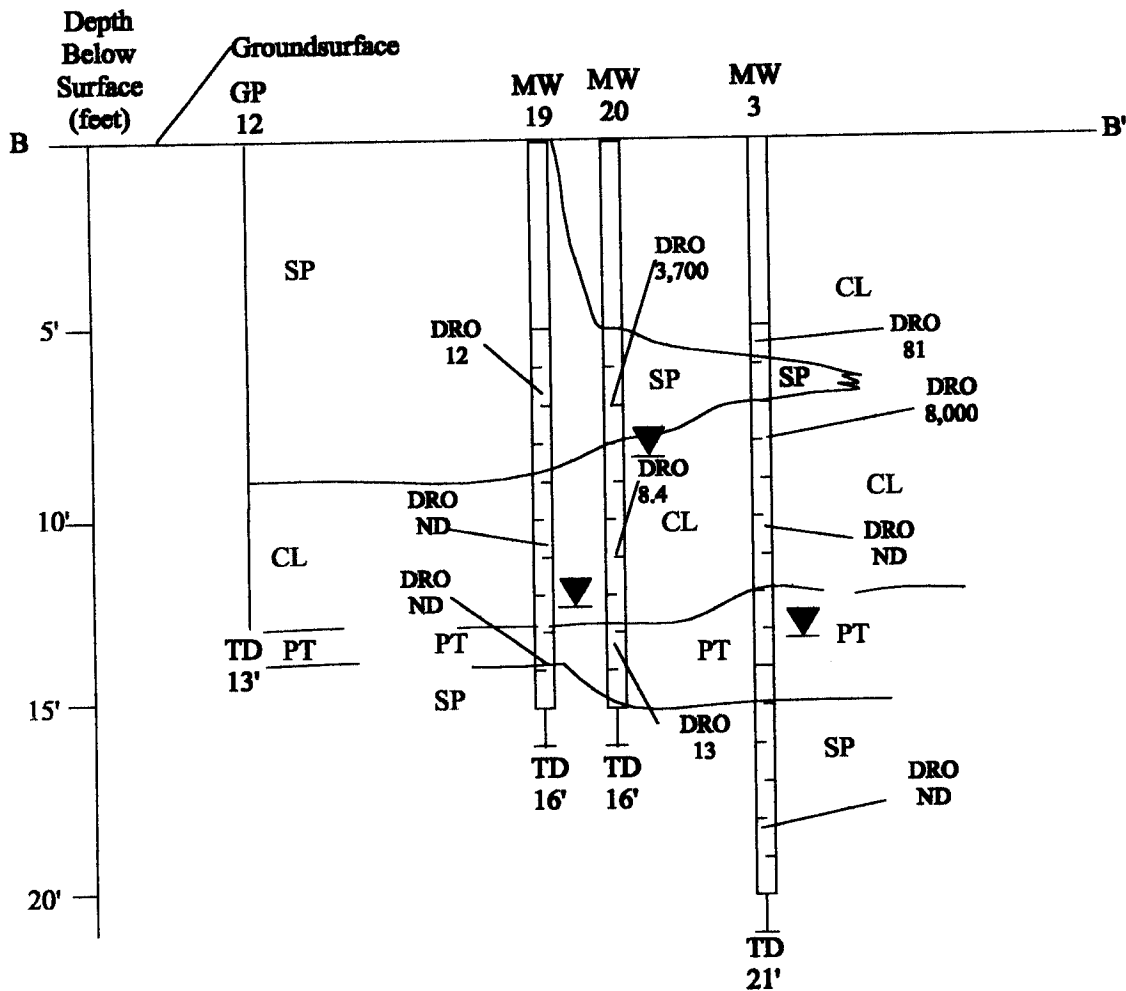 Depth
Below
Surface
(feet)
Groundsurface
GP
12
MW
19
MW
20
MW
3
B
B'
DRO
3,700
SP
CL
5'
DRO
12
DRO
81
SP
SP
DRO
8,000
DRO
8.4
DRO
ND
CL
10'
CL
DRO
ND
CL
DRO
ND
TD
13'
PT
PT
PT
PT
15'
SP
DRO
13
SP
TD
16'
TD
16'
DRO
ND
20'
TD
21'